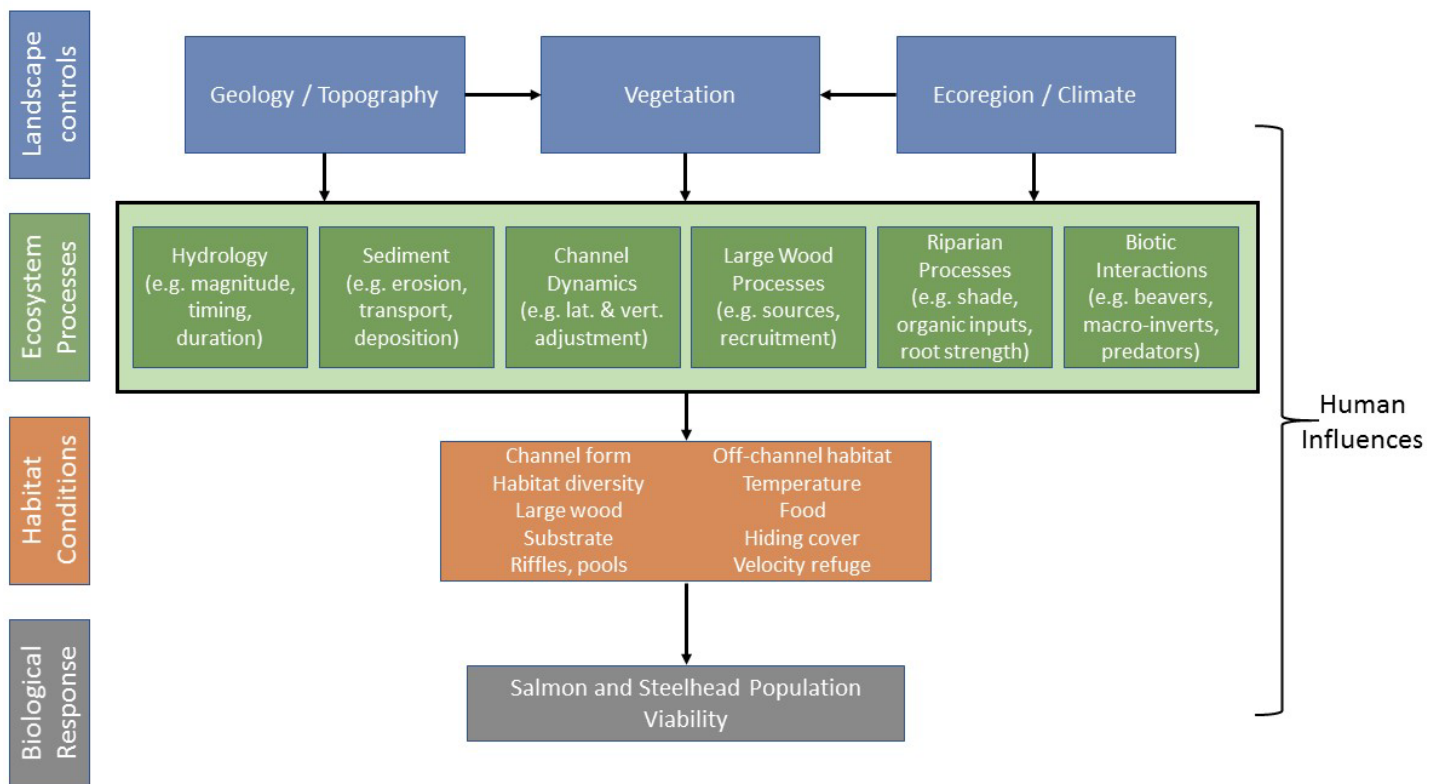 Landscape
controls
Geology / Topography
Vegetation
Ecoregion / Climate
Ecosystem
Processes
Hydrology
(e.g. magnitude,
timing,
duration)
Sediment
(e.g. erosion,
transport,
deposition)
Channel
Dynamics
(e.g. lat. & vert.
adjustment)
Large Wood
Processes
(e.g. sources,
recruitment)
Riparian
Processes
(e.g. shade,
organic inputs,
root strength)
Biotic
Interactions
(e.g. beavers,
macro-inverts,
predators)
Human
Influences
Habitat
Conditions
Channel form
Habitat diversity
Large wood
Substrate
Riffles, pools
Off-channel habitat
Temperature
Food
Hiding cover
Velocity refuge
Biological
Response
Salmon and Steelhead Population
Viability